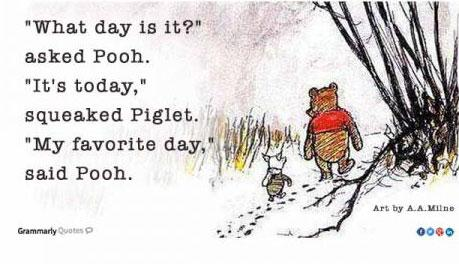 "What day is it?"
asked Pooh.
"It's today,"
squeaked Piglet.
"My favorite day,"
said Pooh.
Art by A.A.Milne
Grammarly Quotes